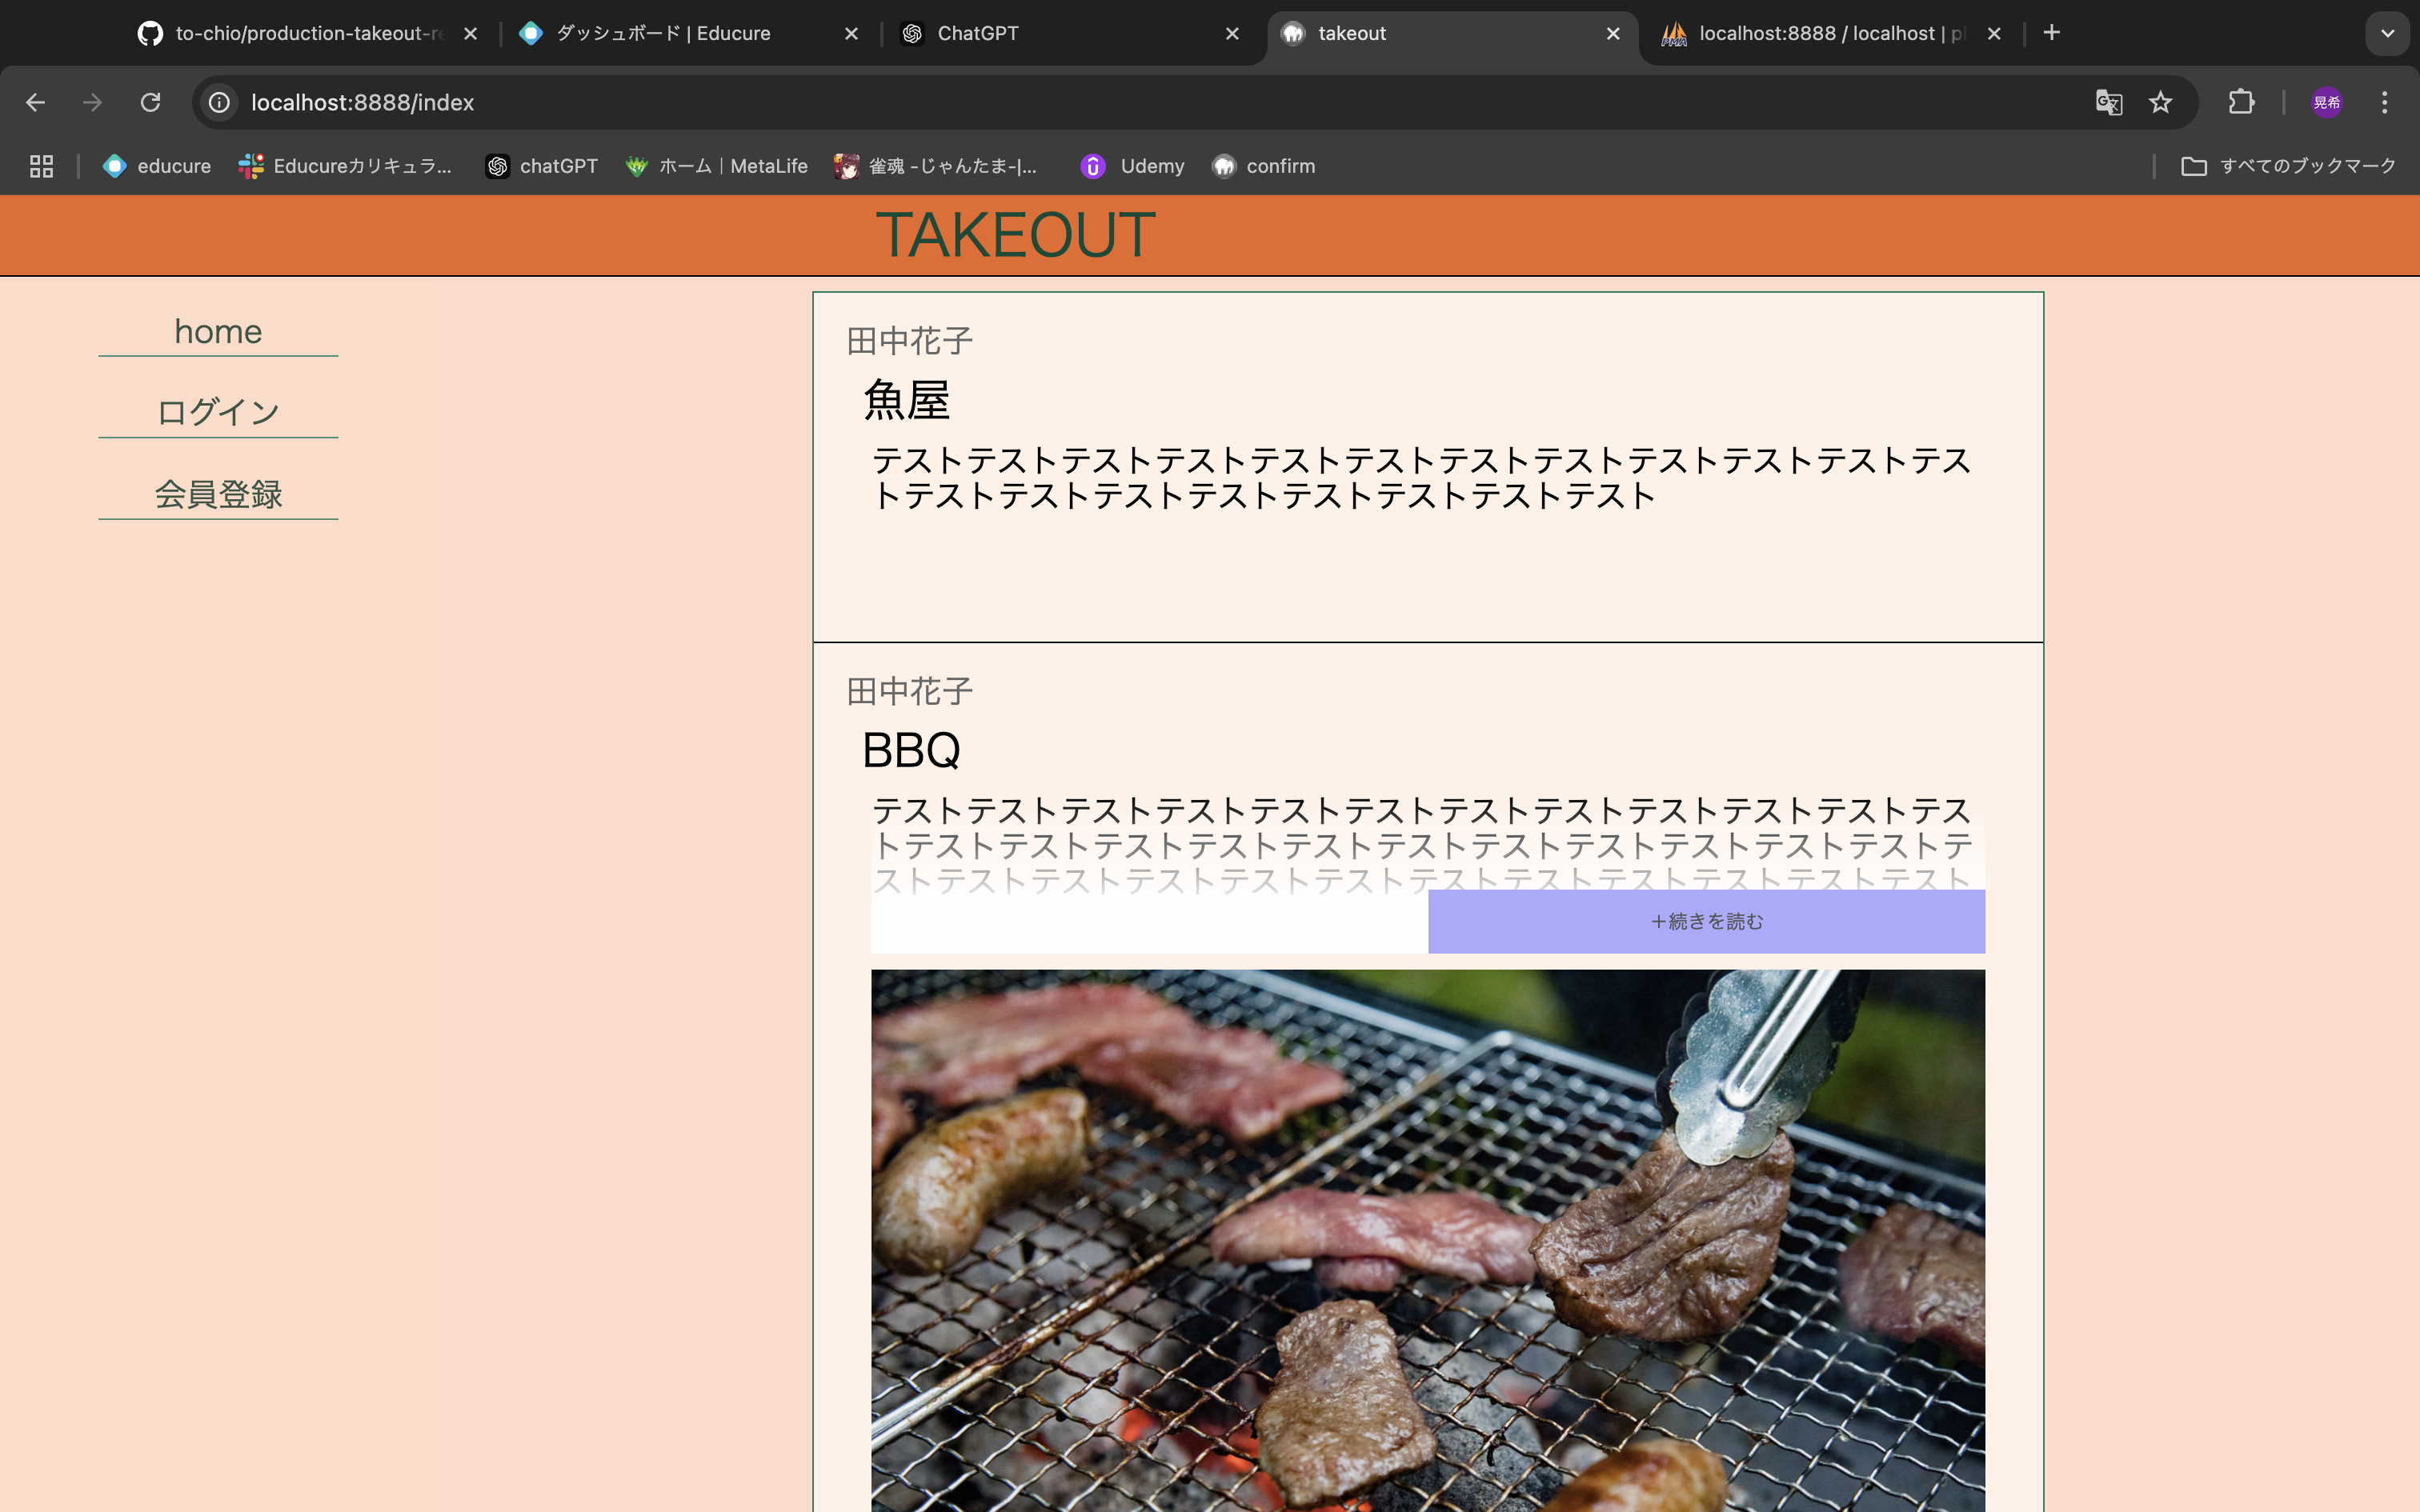 to-chio/production-takeout-re
ダッシュボード | Educure
ChatGPT
takeout
localhost:8888 / localhost | p
localhost:8888/index
晃希
educure
Educureカリキュラ...
chatGPT
ホーム | MetaLife
雀魂 -じゃんたま-|...
Udemy
confirm
すべてのブックマーク
TAKEOUT
home
ログイン
会員登録
田中花子
魚屋
テストテストテストテストテストテストテストテストテストテストテストテス
トテストテストテストテストテストテストテストテスト
田中花子
BBQ
テストテストテストテストテストテストテストテストテストテストテストテス
トテストテストテストテストテストテストテストテストテストテストテストテ
ストテストテストテストテストテストテストテストテストテストテストテスト
＋続きを読む